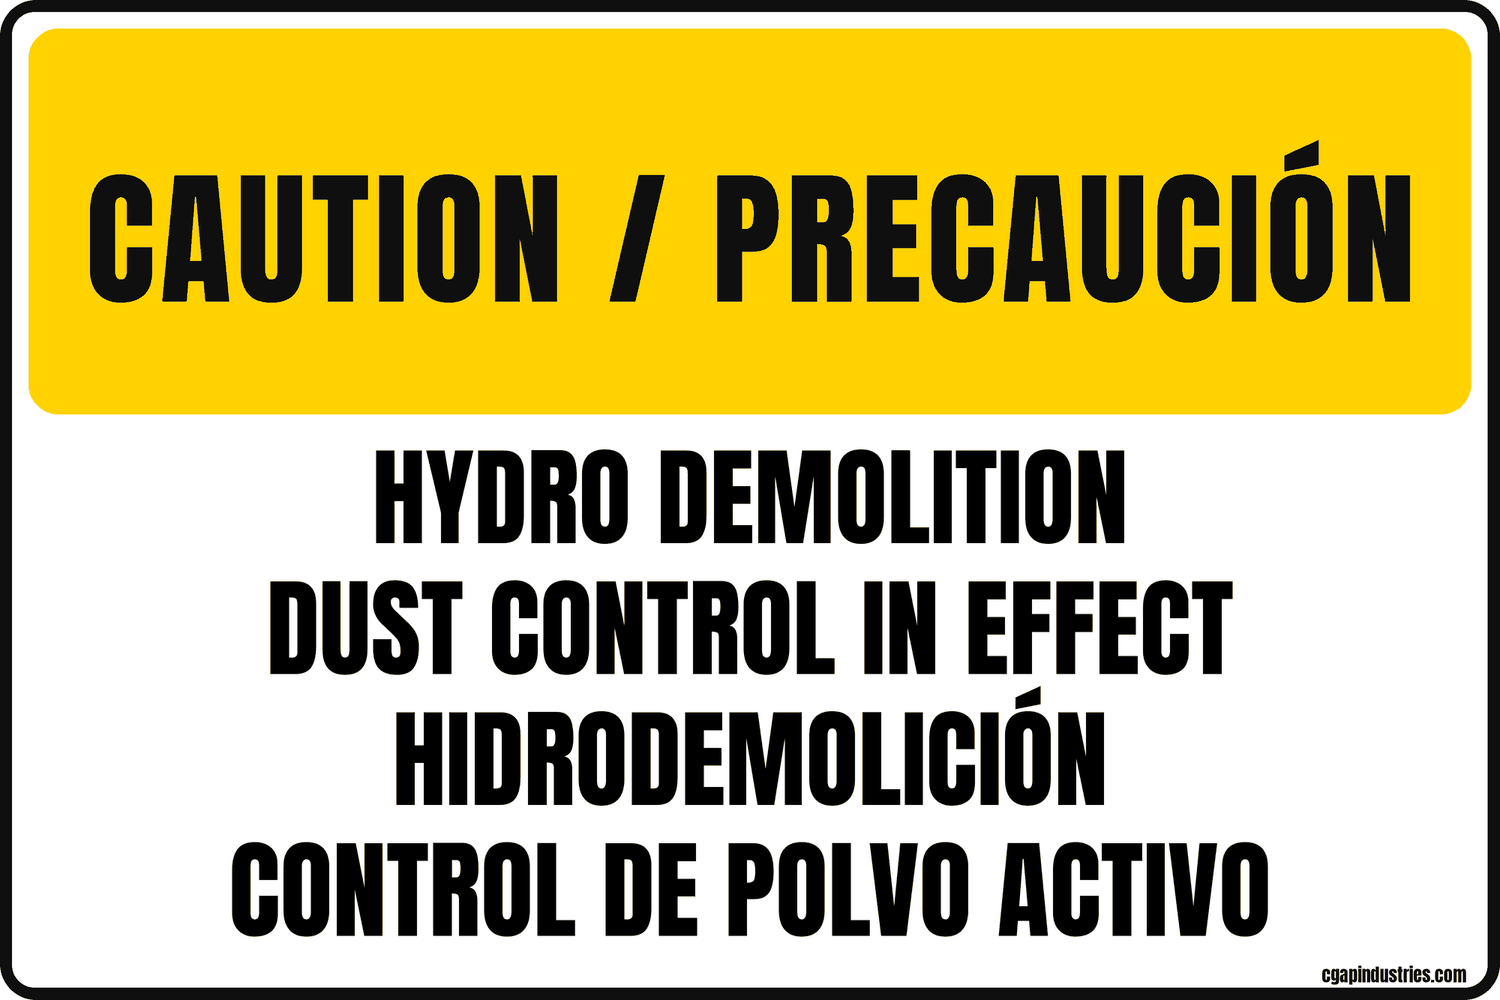 CAUTION / PRECAUCIÓN
HYDRO DEMOLITION
DUST CONTROL IN EFFECT
HIDRODEMOLICIÓN
CONTROL DE POLVO ACTIVO
cgapindustries.com